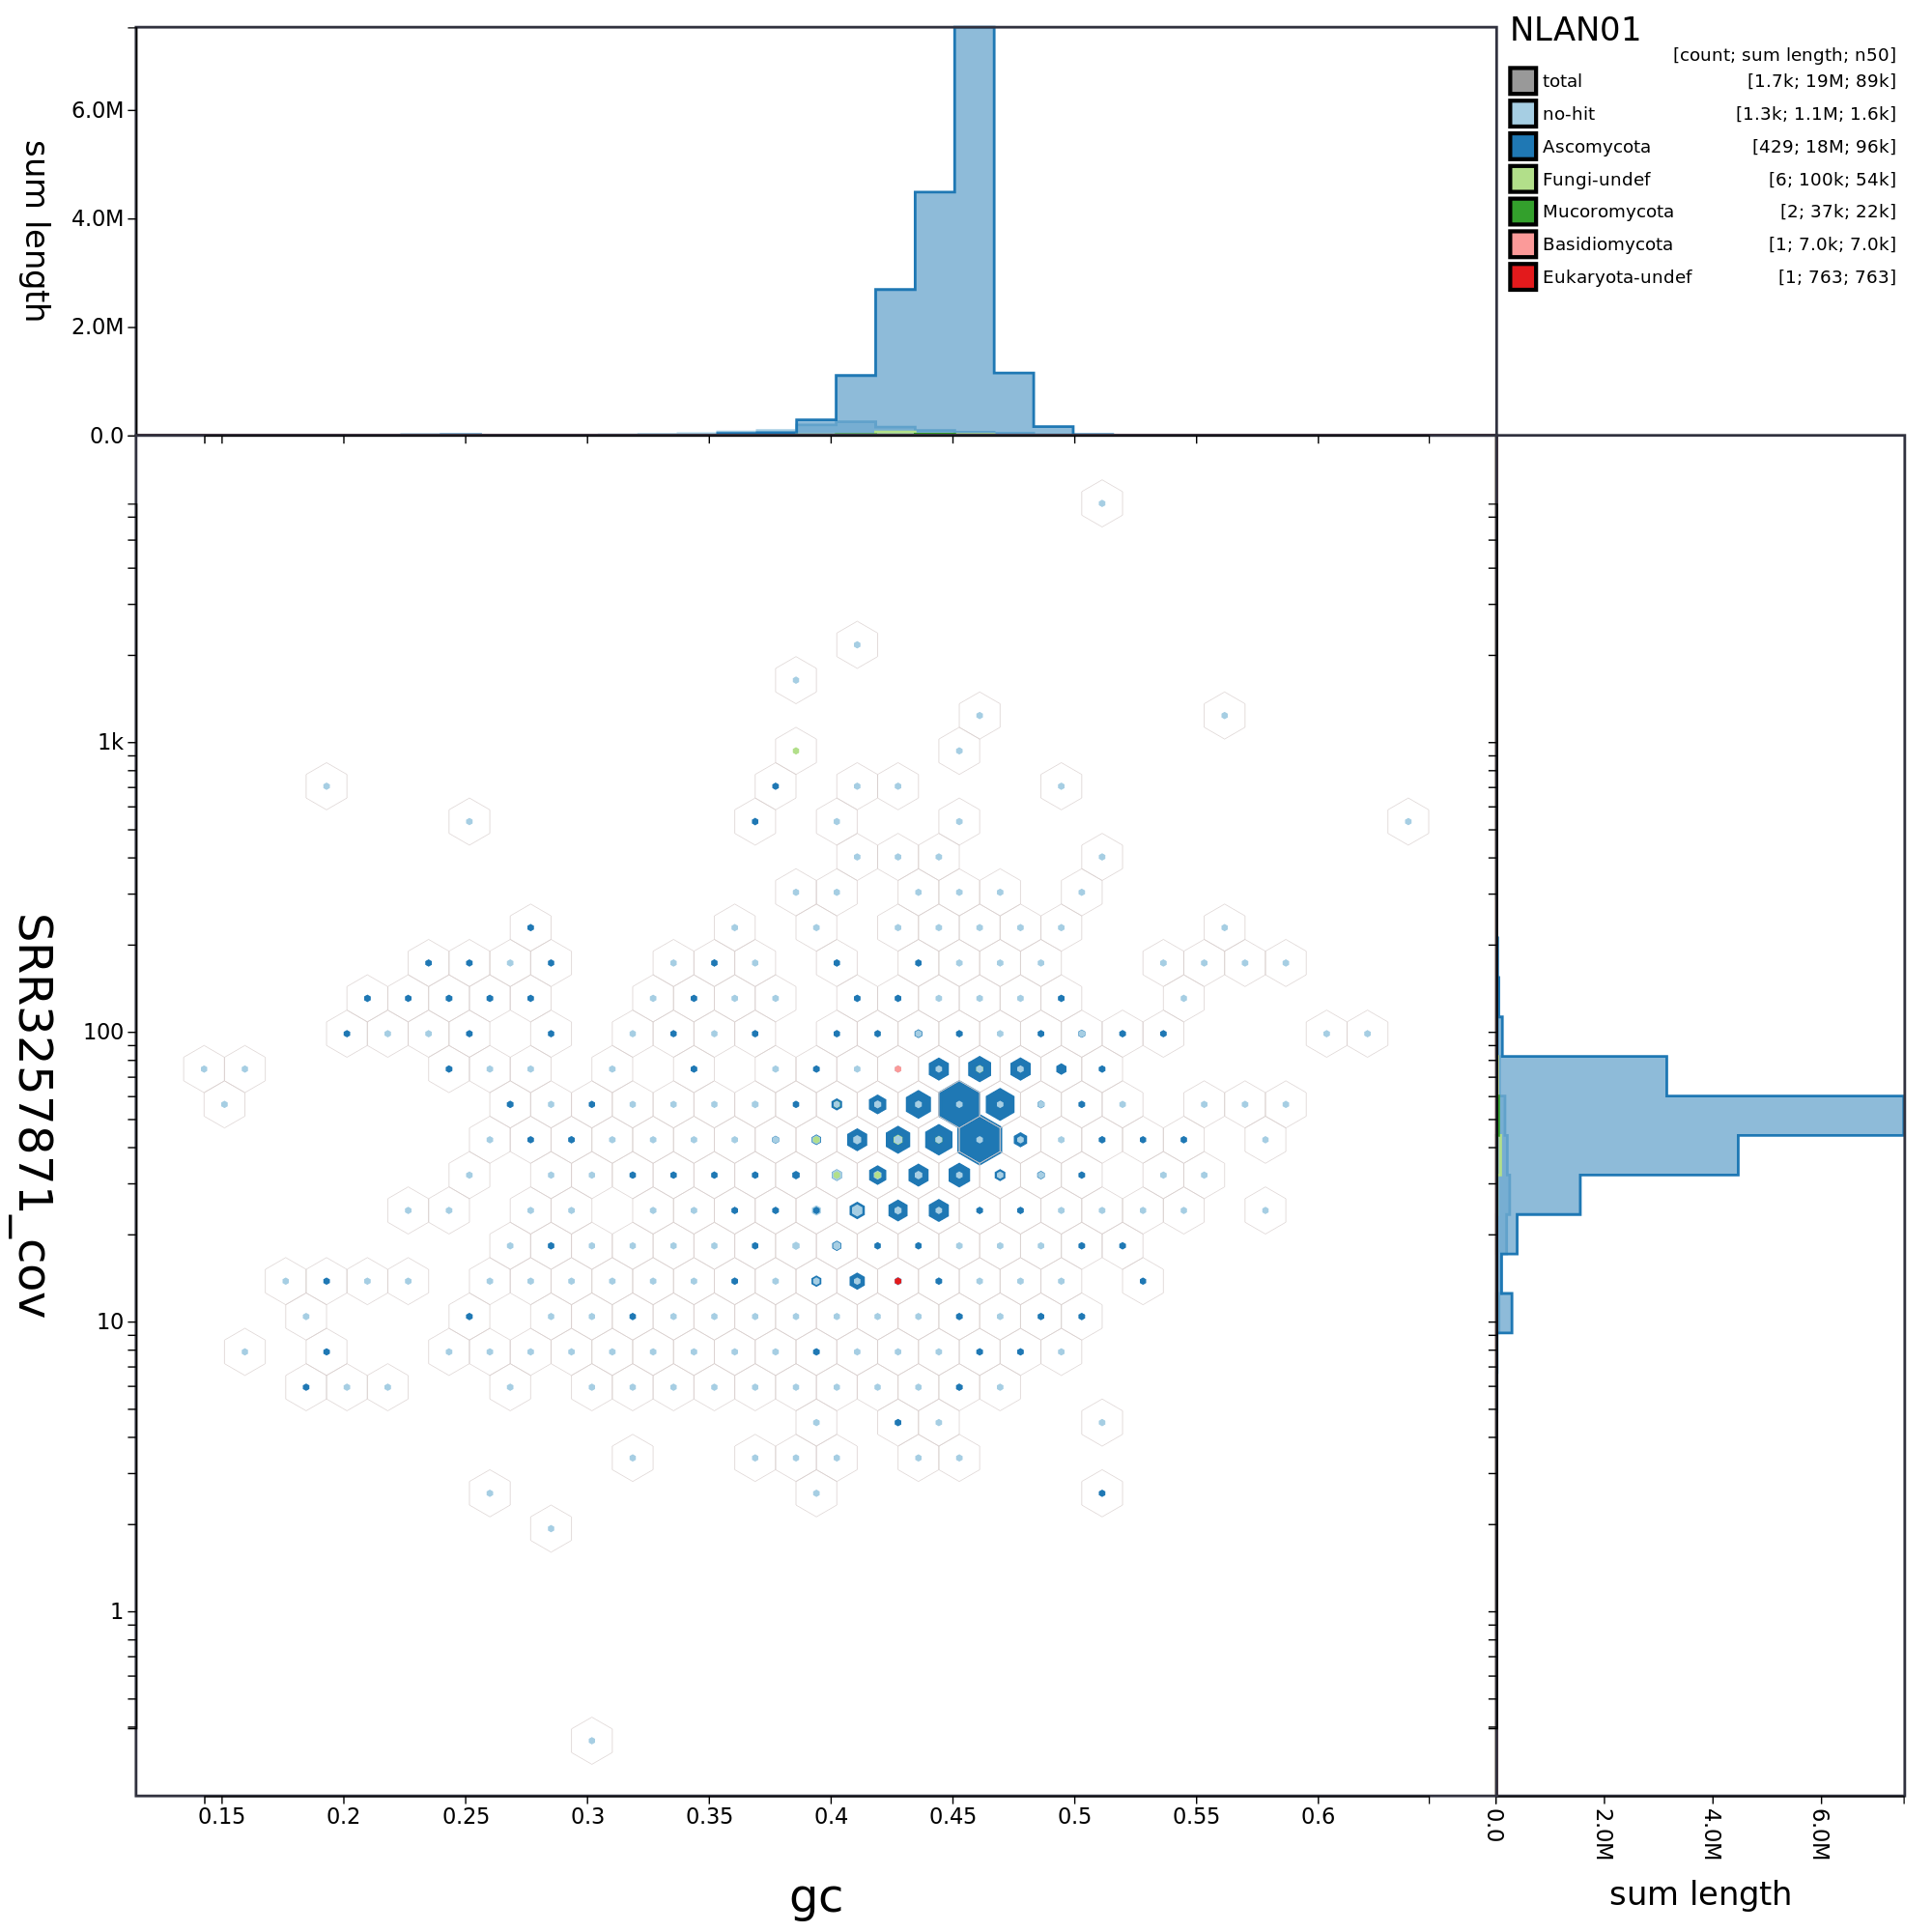 NLAN01
[count; sum length; n50]
total [1.7k; 19M; 89k]
no-hit [1.3k; 1.1M; 1.6k]
Ascomycota [429; 18M; 96k]
Fungi-undef [6; 100k; 54k]
Mucoromycota [2; 37k; 22k]
Basidiomycota [1; 7.0k; 7.0k]
Eukaryota-undef [1; 763; 763]
sum length
6.0M
4.0M
2.0M
0.0
SRR3257871_cov
1k
100
10
1
0.15 0.2 0.25 0.3 0.35 0.4 0.45 0.5 0.55 0.6
gc
0.0 2.0M 4.0M 6.0M
sum length